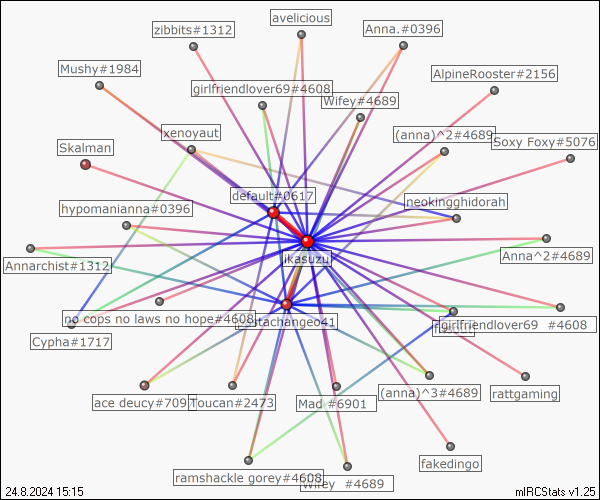 avelicious
zibbits#1312
Anna.#0396
Mushy#1984
AlpineRooster#2156
girlfriendlover69#4608
Wifey#4689
xenoyaut
(anna)^2#4689
Soxy Foxy#5076
Skalman
default#0617
neokingghidorah
hypomanianna#0396
Annarchist#1312
ikasuzu
Anna^2#4689
no cops no laws no hope#4608
girlfriendlover69 #4608
Cypha#1717
rattgaming
(anna)^3#4689
ace deucy#709
Toucan#2473
Mad #6901
fakedingo
ramshackle gorey#4608
Wifey #4689
24.8.2024 15:15
mIRCStats v1.25